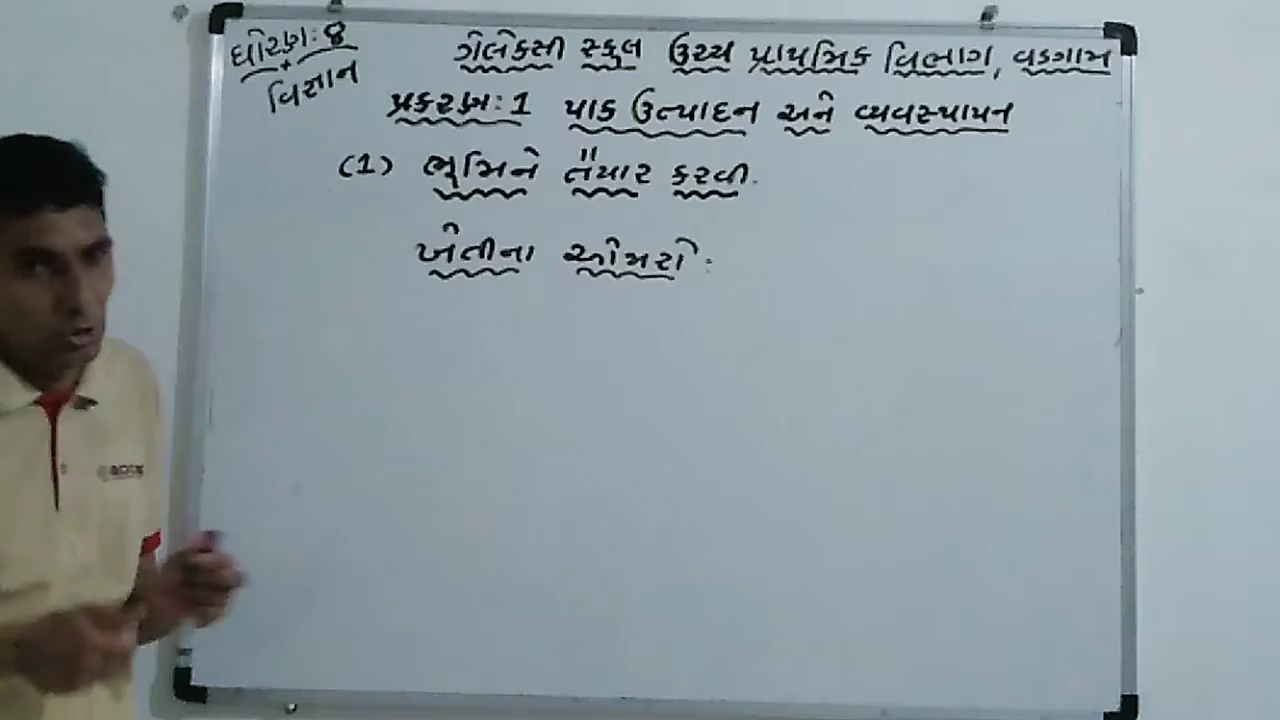 ધોરણ: 8
વિજ્ઞાન
ગેલેક્સી સ્કુલ ઉચ્ચ પ્રાથમિક વિભાગ, વડગામ
પ્રકરણ: 1 પાક ઉત્પાદન અને વ્યવસ્થાપન
(1) ભૂમિને તૈયાર કરવી.
ખેતીના ઓજારો: